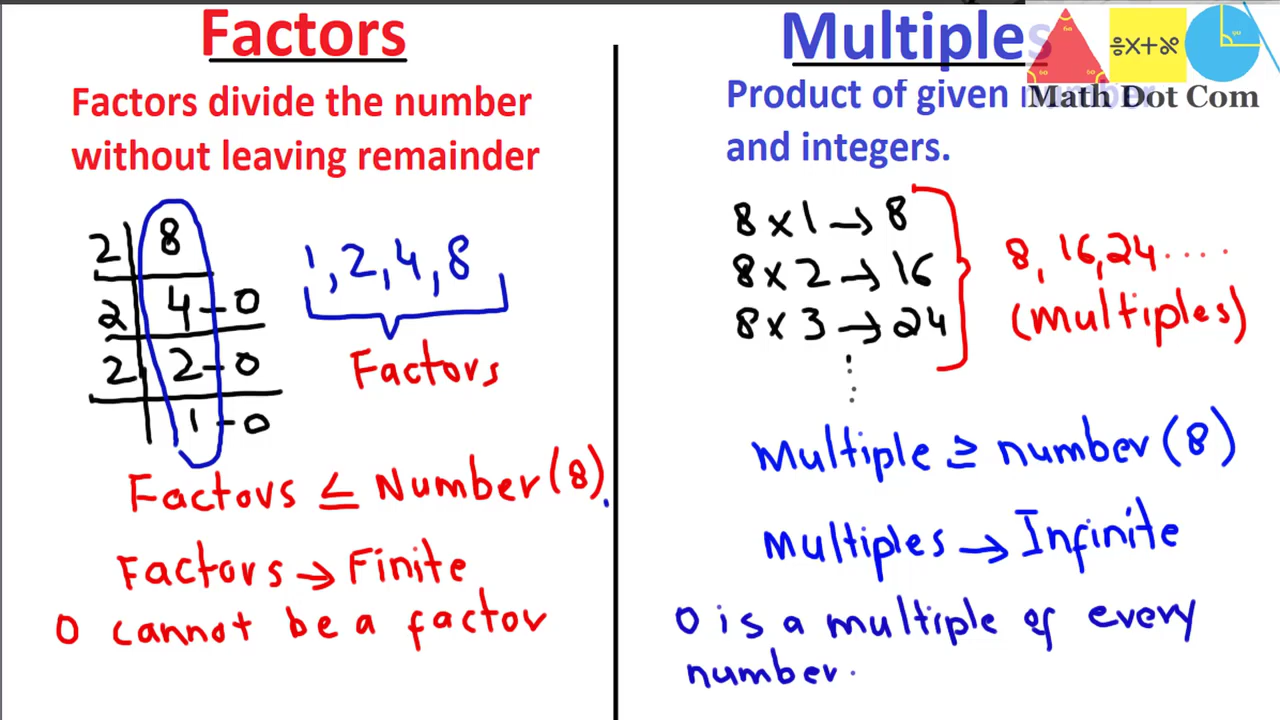 Factors
Factors divide the number
without leaving remainder
2 8
2 4 - 0
2 2 - 0
1 - 0
1, 2, 4, 8
Factors
Factors ≤ Number (8).
Factors → Finite
0 cannot be a factor
Multiples
Product of given number
and integers.
÷×+
90
Math Dot Com
8 × 1 → 8
8 × 2 → 16
8 × 3 → 24
8, 16, 24 .....
(multiples)
Multiple ≥ number (8)
Multiples → Infinite
0 is a multiple of every
number.